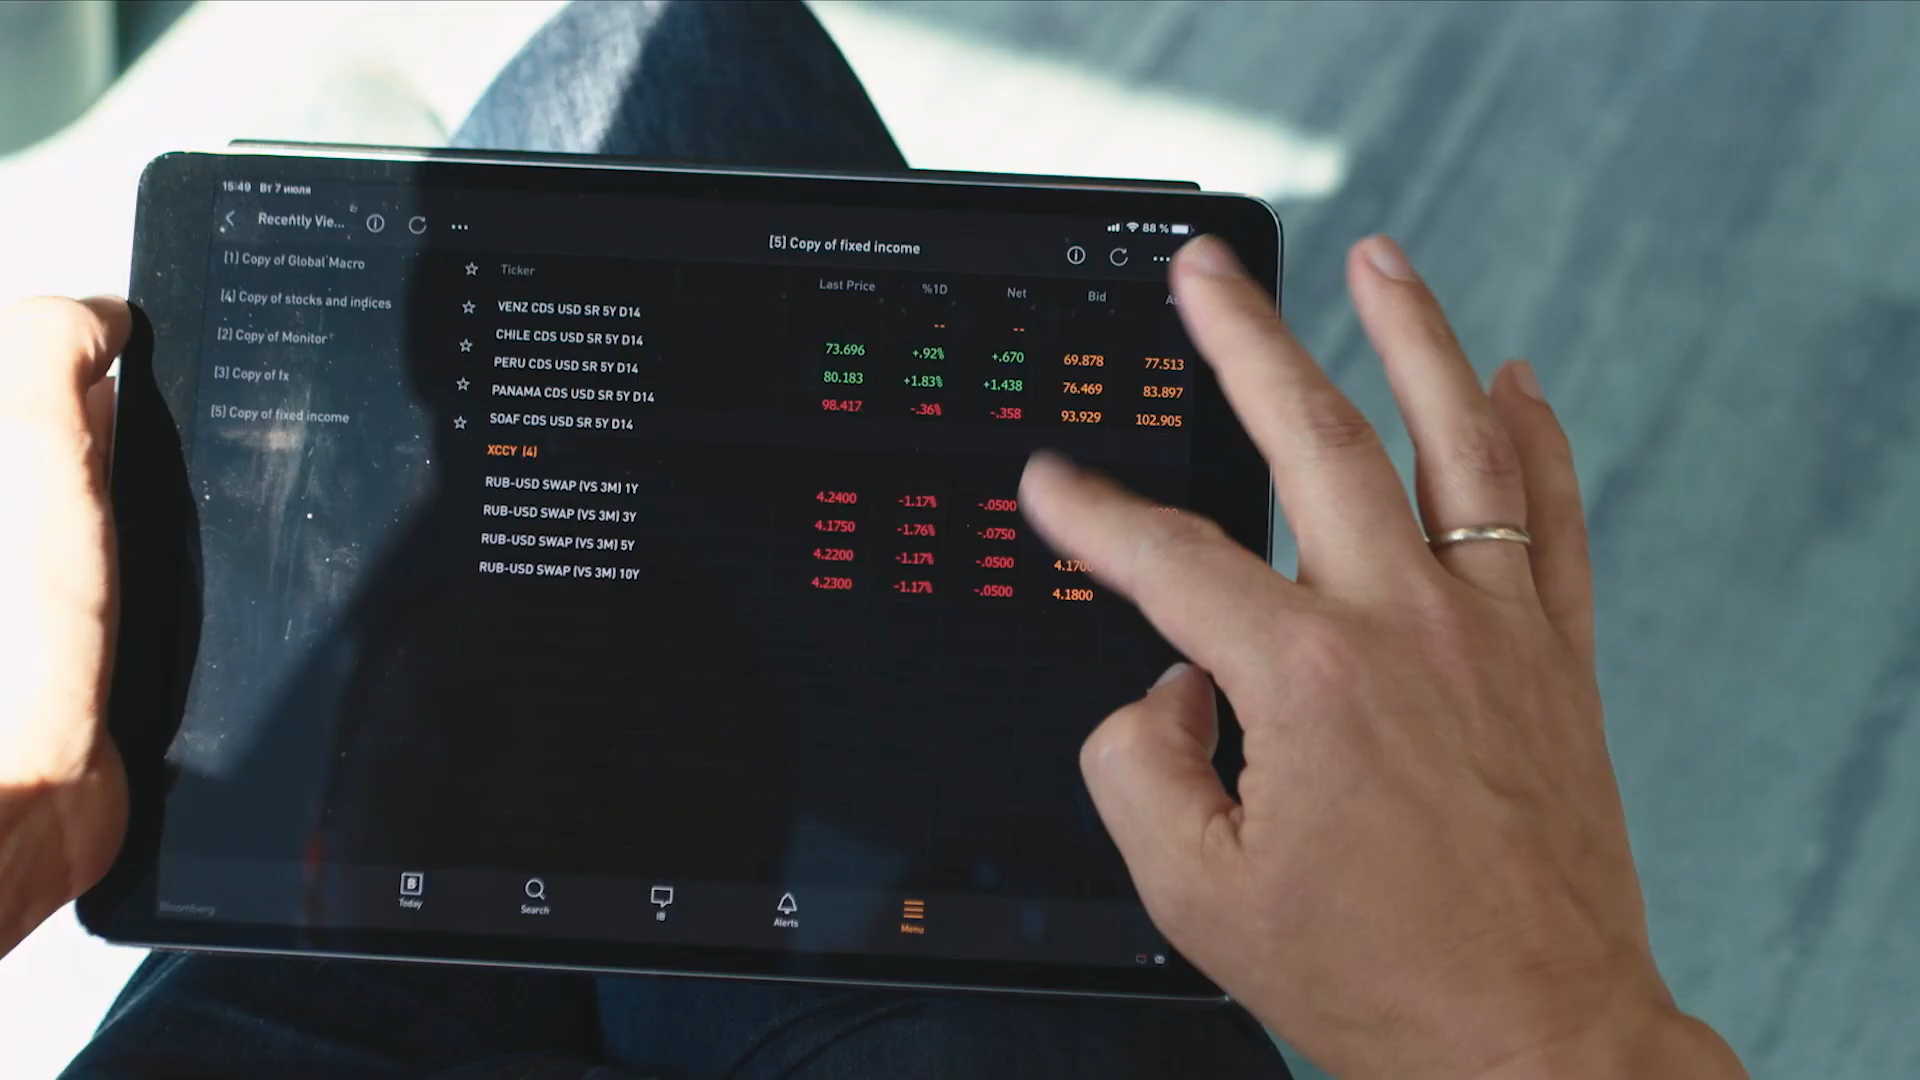 15:49 Вт 7 июля
88 %
Recently Vie...
[1] Copy of Global Macro
[4] Copy of stocks and indices
[2] Copy of Monitor
[3] Copy of fx
[5] Copy of fixed income
[5] Copy of fixed income
Ticker Last Price %1D Net Bid
VENZ CDS USD SR 5Y D14 -- --
CHILE CDS USD SR 5Y D14 73.696 +.92% +.670 69.878 77.513
PERU CDS USD SR 5Y D14 80.183 +1.83% +1.438 76.469 83.897
PANAMA CDS USD SR 5Y D14 98.417 -.36% -.358 93.929 102.905
SOAF CDS USD SR 5Y D14
XCCY (4)
RUB-USD SWAP (VS 3M) 1Y 4.2400 -1.17% -.0500
RUB-USD SWAP (VS 3M) 3Y 4.1750 -1.76% -.0750
RUB-USD SWAP (VS 3M) 5Y 4.2200 -1.17% -.0500 4.1700
RUB-USD SWAP (VS 3M) 10Y 4.2300 -1.17% -.0500 4.1800
Bloomberg
B
Today Search IB Alerts Menu